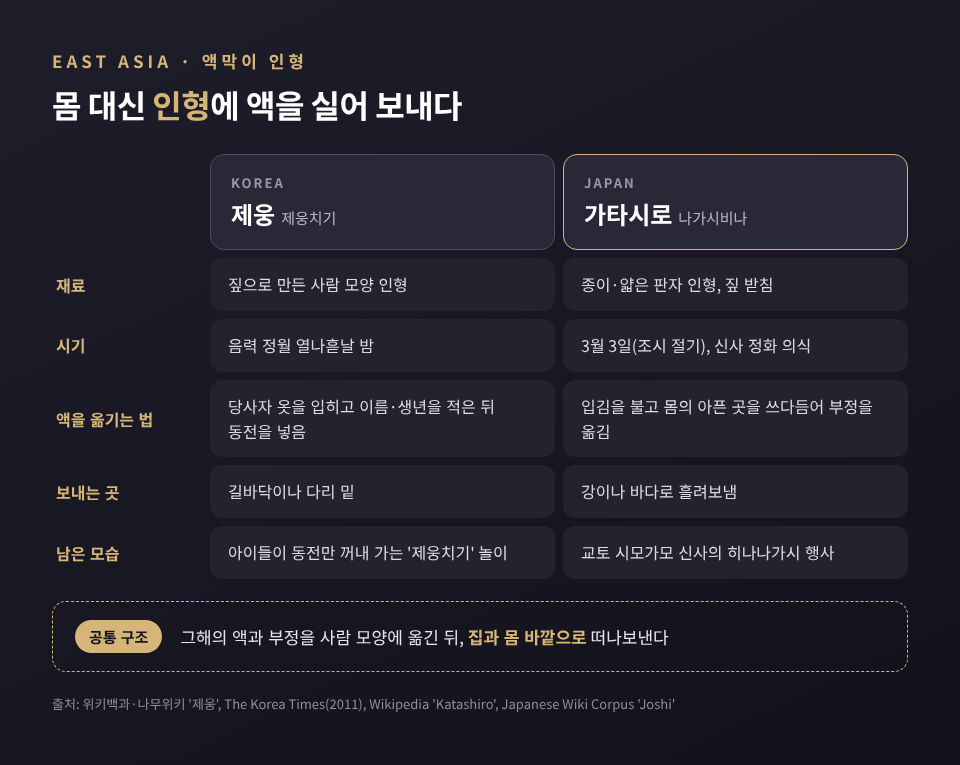 EAST ASIA · 액막이 인형
몸 대신 인형에 액을 실어 보내다
KOREA
제웅 제웅치기
JAPAN
가타시로 나가시비나
재료
짚으로 만든 사람 모양 인형
종이·얇은 판자 인형, 짚 받침
시기
음력 정월 열나흗날 밤
3월 3일(조시 절기), 신사 정화 의식
액을 옮기는 법
당사자 옷을 입히고 이름·생년을 적은 뒤
동전을 넣음
입김을 불고 몸의 아픈 곳을 쓰다듬어 부정을
옮김
보내는 곳
길바닥이나 다리 밑
강이나 바다로 흘려보냄
남은 모습
아이들이 동전만 꺼내 가는 '제웅치기' 놀이
교토 시모가모 신사의 히나나가시 행사
공통 구조 그해의 액과 부정을 사람 모양에 옮긴 뒤, 집과 몸 바깥으로 떠나보낸다
출처: 위키백과·나무위키 '제웅', The Korea Times(2011), Wikipedia 'Katashiro', Japanese Wiki Corpus 'Joshi'